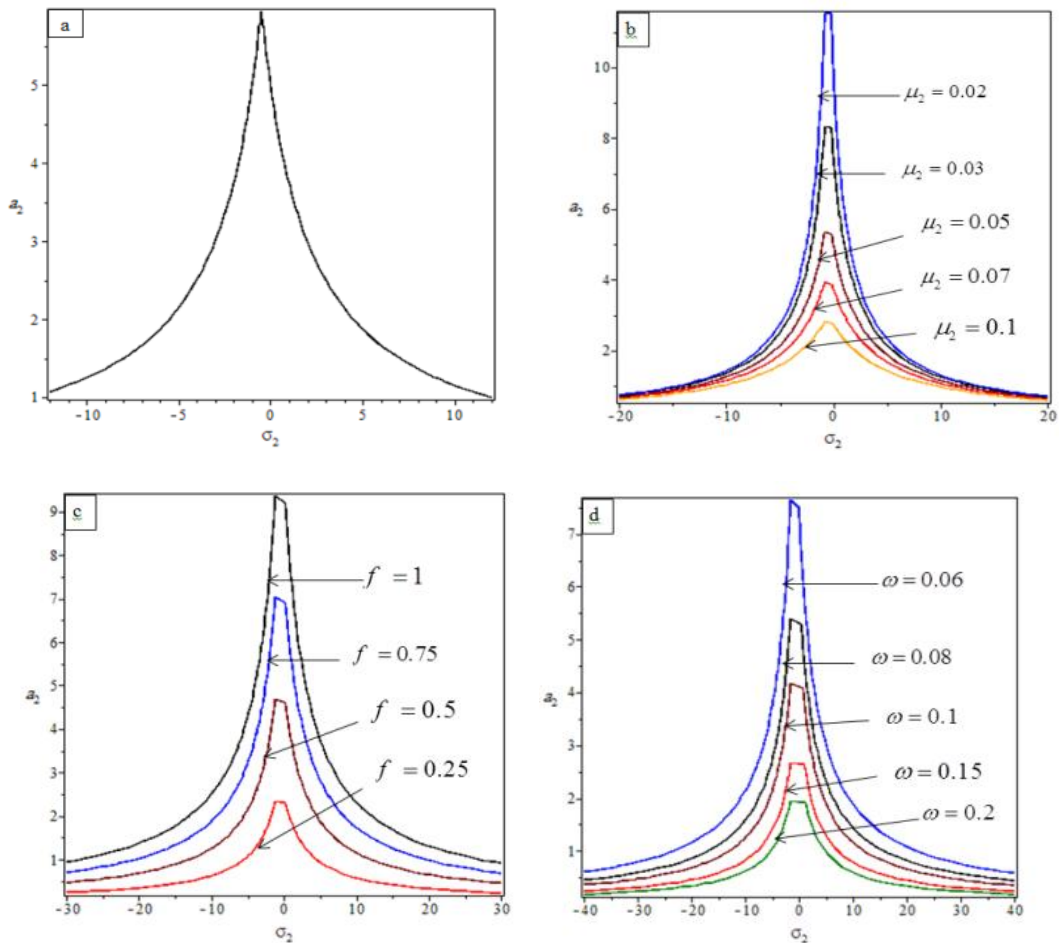 a
5
4
a₂
3
2
1
-10
-5
0
5
10
σ₂
b
10
8
6
a₂
4
2
μ₂ = 0.02
μ₂ = 0.03
μ₂ = 0.05
μ₂ = 0.07
μ₂ = 0.1
-20
-10
0
10
20
σ₂
c
9
8
7
6
5
a₂
4
3
2
1
f = 1
f = 0.75
f = 0.5
f = 0.25
-30
-20
-10
0
10
20
30
σ₂
d
7
6
5
4
a₂
3
2
1
ω = 0.06
ω = 0.08
ω = 0.1
ω = 0.15
ω = 0.2
-40
-30
-20
-10
0
10
20
30
40
σ₂